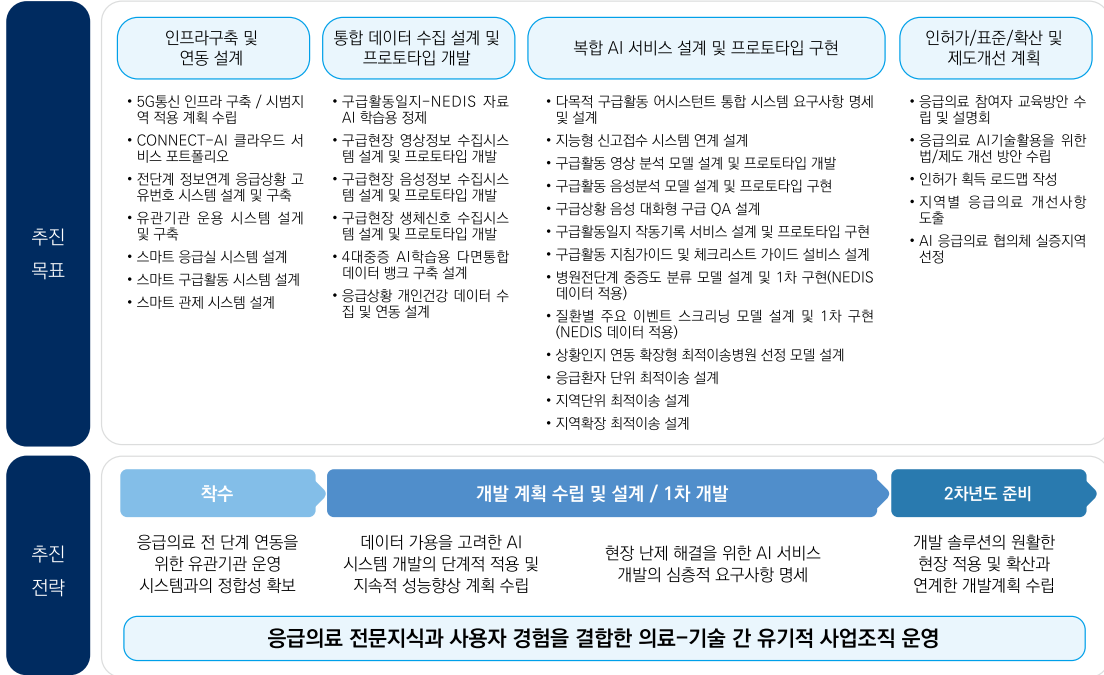 추진
목표
인프라구축 및
연동 설계
• 5G통신 인프라 구축 / 시범지
역 적용 계획 수립
• CONNECT-AI 클라우드 서
비스 포트폴리오
• 전단계 정보연계 응급상황 고
유번호 시스템 설계 및 구축
• 유관기관 운용 시스템 설게
및 구축
• 스마트 응급실 시스템 설계
• 스마트 구급활동 시스템 설계
• 스마트 관제 시스템 설계
통합 데이터 수집 설계 및
프로토타입 개발
• 구급활동일지-NEDIS 자료
AI 학습용 정제
• 구급현장 영상정보 수집시스
템 설계 및 프로토타입 개발
• 구급현장 음성정보 수집시스
템 설계 및 프로토타입 개발
• 구급현장 생체신호 수집시스
템 설계 및 프로토타입 개발
• 4대중증 AI학습용 다면통합
데이터 뱅크 구축 설계
• 응급상황 개인건강 데이터 수
집 및 연동 설계
복합 AI 서비스 설계 및 프로토타입 구현
• 다목적 구급활동 어시스턴트 통합 시스템 요구사항 명세
및 설계
• 지능형 신고접수 시스템 연계 설계
• 구급활동 영상 분석 모델 설계 및 프로토타입 개발
• 구급활동 음성분석 모델 설계 및 프로토타입 구현
• 구급상황 음성 대화형 구급 QA 설계
• 구급활동일지 작동기록 서비스 설계 및 프로토타입 구현
• 구급활동 지침가이드 및 체크리스트 가이드 설비스 설계
• 병원전단계 중증도 분류 모델 설계 및 1차 구현(NEDIS
데이터 적용)
• 질환별 주요 이벤트 스크리닝 모델 설계 및 1차 구현
(NEDIS 데이터 적용)
• 상황인지 연동 확장형 최적이송병원 선정 모델 설계
• 응급환자 단위 최적이송 설계
• 지역단위 최적이송 설계
• 지역확장 최적이송 설계
인허가/표준/확산 및
제도개선 계획
• 응급의료 참여자 교육방안 수
립 및 설명회
• 응급의료 AI기술활용을 위한
법/제도 개선 방안 수립
• 인허가 획득 로드맵 작성
• 지역별 응급의료 개선사항
도출
• AI 응급의료 협의체 실증지역
선정
추진
전략
착수
응급의료 전 단계 연동을
위한 유관기관 운영
시스템과의 정합성 확보
개발 계획 수립 및 설계 / 1차 개발
데이터 가용을 고려한 AI
시스템 개발의 단계적 적용 및
지속적 성능향상 계획 수립
현장 난제 해결을 위한 AI 서비스
개발의 심층적 요구사항 명세
2차년도 준비
개발 솔루션의 원활한
현장 적용 및 확산과
연계한 개발계획 수립
응급의료 전문지식과 사용자 경험을 결합한 의료-기술 간 유기적 사업조직 운영